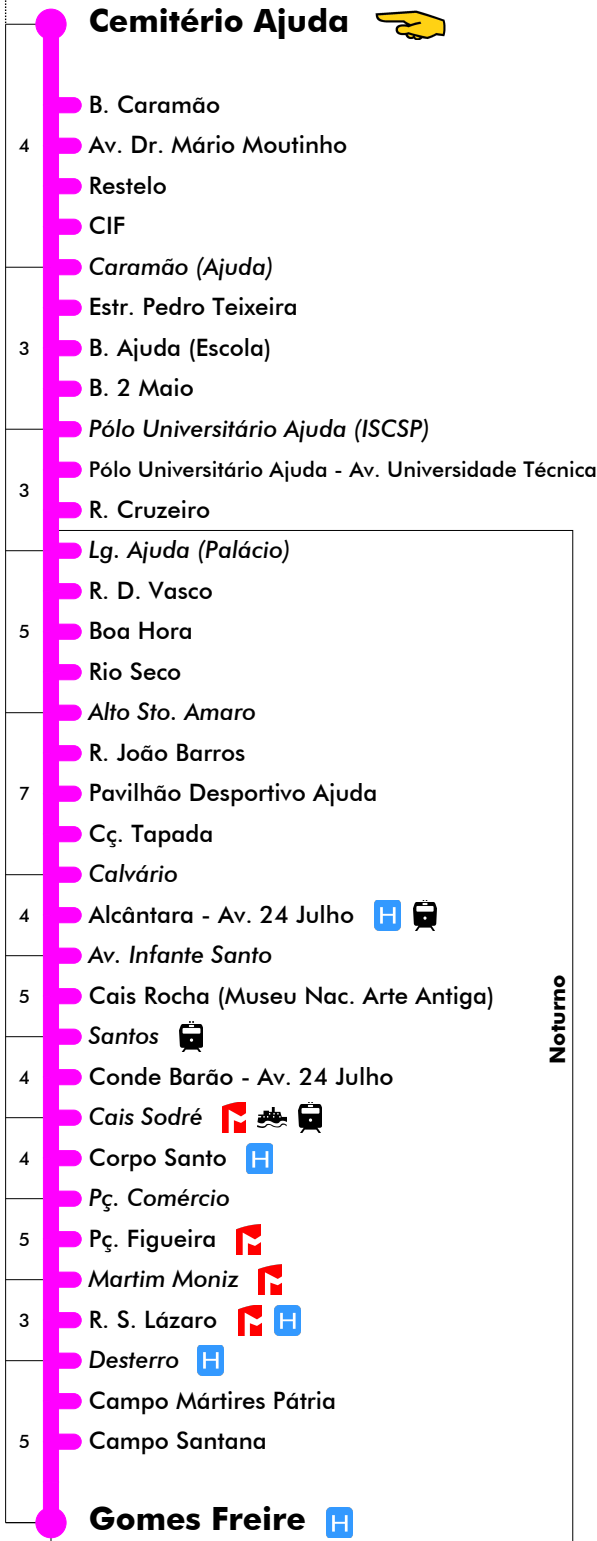 Cemitério Ajuda
B. Caramão
4 Av. Dr. Mário Moutinho
Restelo
CIF
Caramão (Ajuda)
Estr. Pedro Teixeira
3 B. Ajuda (Escola)
B. 2 Maio
Pólo Universitário Ajuda (ISCSP)
Pólo Universitário Ajuda - Av. Universidade Técnica
3
R. Cruzeiro
Lg. Ajuda (Palácio)
R. D. Vasco
5 Boa Hora
Rio Seco
Alto Sto. Amaro
R. João Barros
7 Pavilhão Desportivo Ajuda
Cç. Tapada
Calvário
4 Alcântara - Av. 24 Julho H
Av. Infante Santo
5 Cais Rocha (Museu Nac. Arte Antiga)
Noturno
Santos
4 Conde Barão - Av. 24 Julho
Cais Sodré
4 Corpo Santo H
Pç. Comércio
5 Pç. Figueira
Martim Moniz
3 R. S. Lázaro H
Desterro H
Campo Mártires Pátria
5 Campo Santana
Gomes Freire H